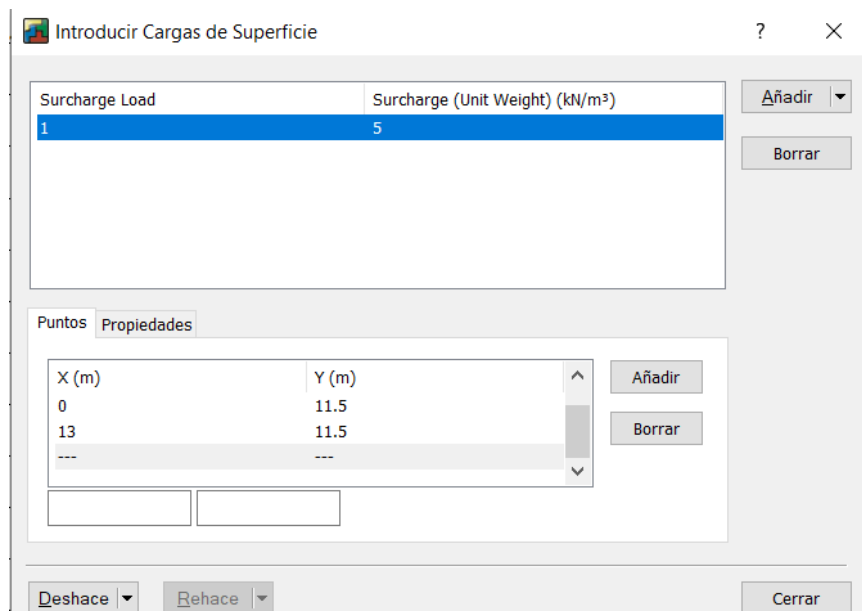 Introducir Cargas de Superficie ? ×
Surcharge Load Surcharge (Unit Weight) (kN/m³)
1 5
Añadir
Borrar
Puntos Propiedades
X (m) Y (m)
0 11.5
13 11.5
--- ---
Añadir
Borrar
Deshace Rehace Cerrar